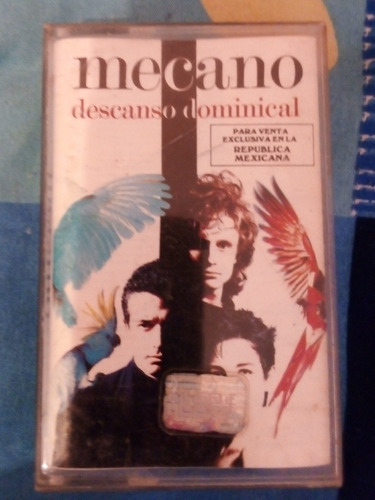 mecano
descanso dominical
PARA VENTA
EXCLUSIVA EN LA
REPUBLICA
MEXICANA